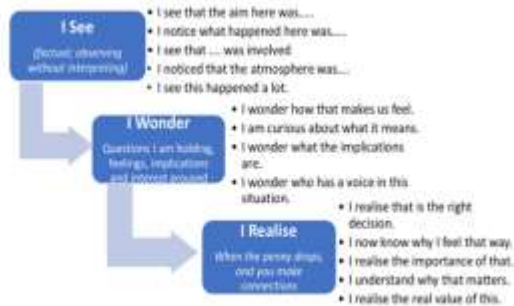 I See
(factual, observing
without interpreting)
• I see that the aim here was.....
• I notice what happened here was.....
• I see that .... was involved
• I noticed that the atmosphere was....
• I see this happened a lot.
I Wonder
Questions I am holding,
feelings, implications
and interest around
• I wonder how that makes us feel.
• I am curious about what it means.
• I wonder what the implications
are.
• I wonder who has a voice in this
situation.
I Realise
When the penny drops,
and you make
connections
• I realise that is the right
decision.
• I now know why I feel that way.
• I realise the importance of that.
• I understand why that matters.
• I realise the real value of this.